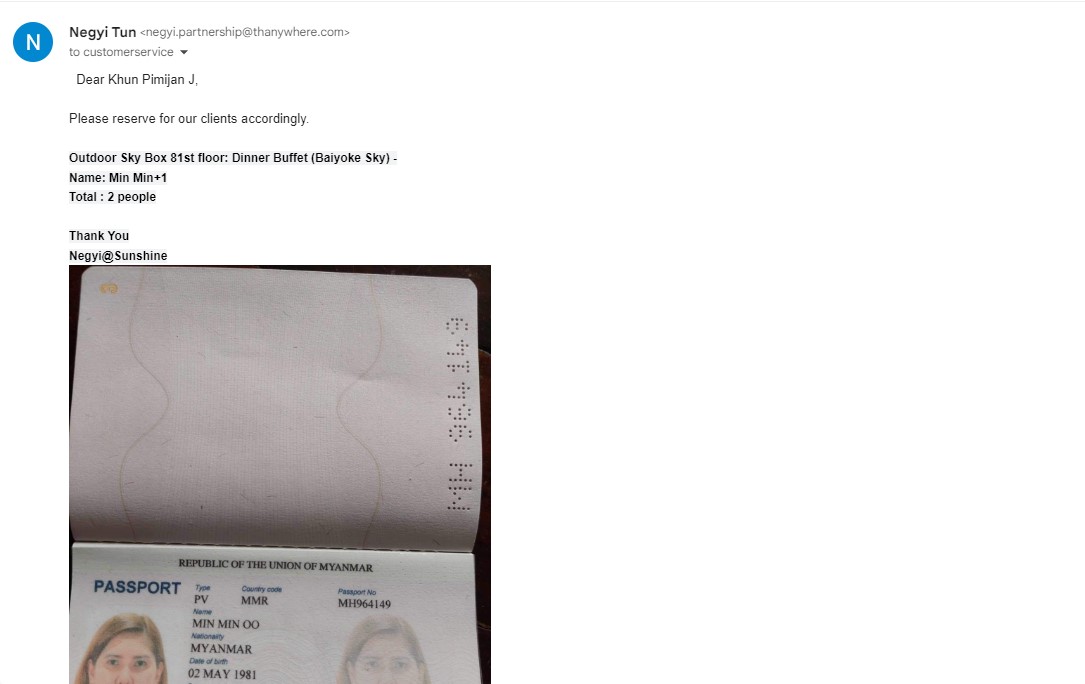 N
Negyi Tun <negyi.partnership@thanywhere.com>
to customerservice
Dear Khun Pimijan J,
Please reserve for our clients accordingly.
Outdoor Sky Box 81st floor: Dinner Buffet (Baiyoke Sky) -
Name: Min Min+1
Total : 2 people
Thank You
Negyi@Sunshine
REPUBLIC OF THE UNION OF MYANMAR
PASSPORT
Type Country code Passport No
PV MMR MH964149
Name
MIN MIN OO
Nationality
MYANMAR
Date of birth
02 MAY 1981